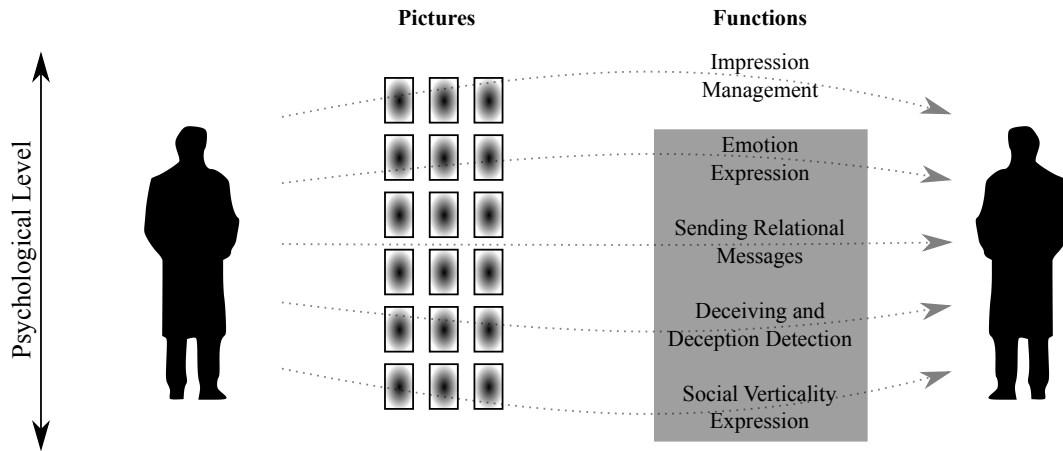 Pictures
Functions
Psychological Level
Impression
Management
Emotion
Expression
Sending Relational
Messages
Deceiving and
Deception Detection
Social Verticality
Expression